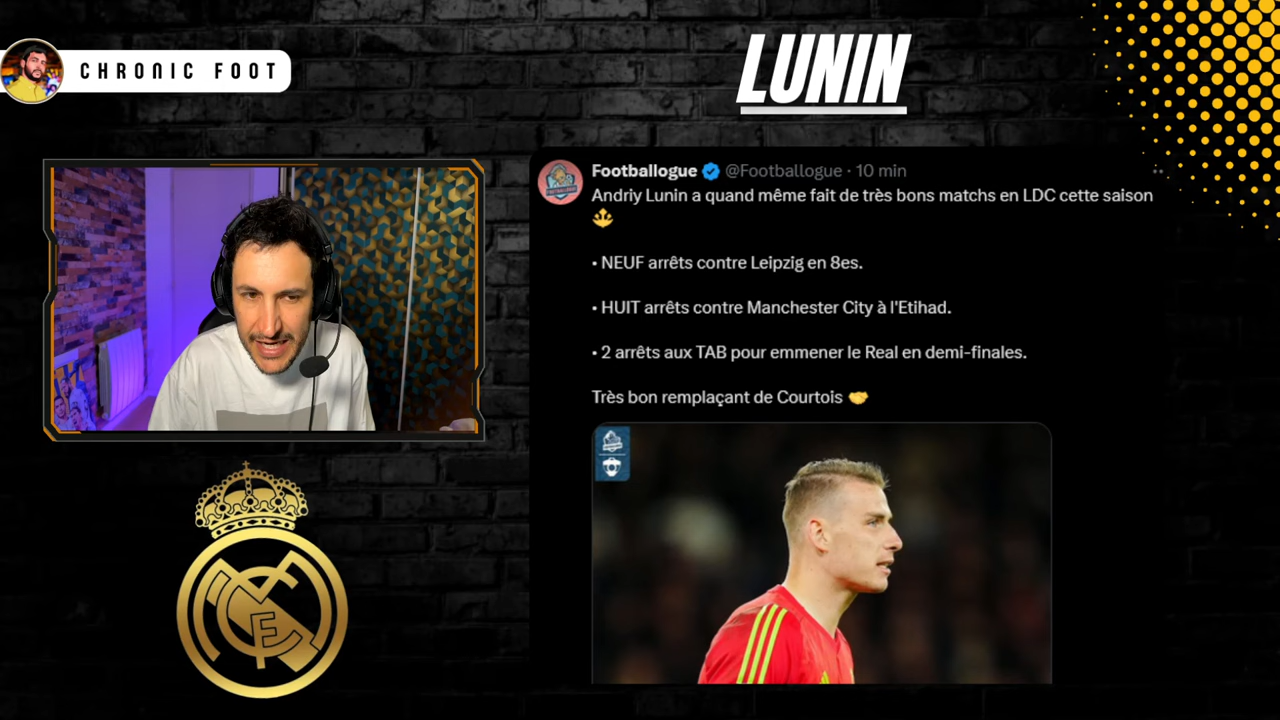 CHRONIC FOOT
LUNIN
Footballogue @Footballogue · 10 min
Andriy Lunin a quand même fait de très bons matchs en LDC cette saison
• NEUF arrêts contre Leipzig en 8es.
• HUIT arrêts contre Manchester City à l'Etihad.
• 2 arrêts aux TAB pour emmener le Real en demi-finales.
Très bon remplaçant de Courtois